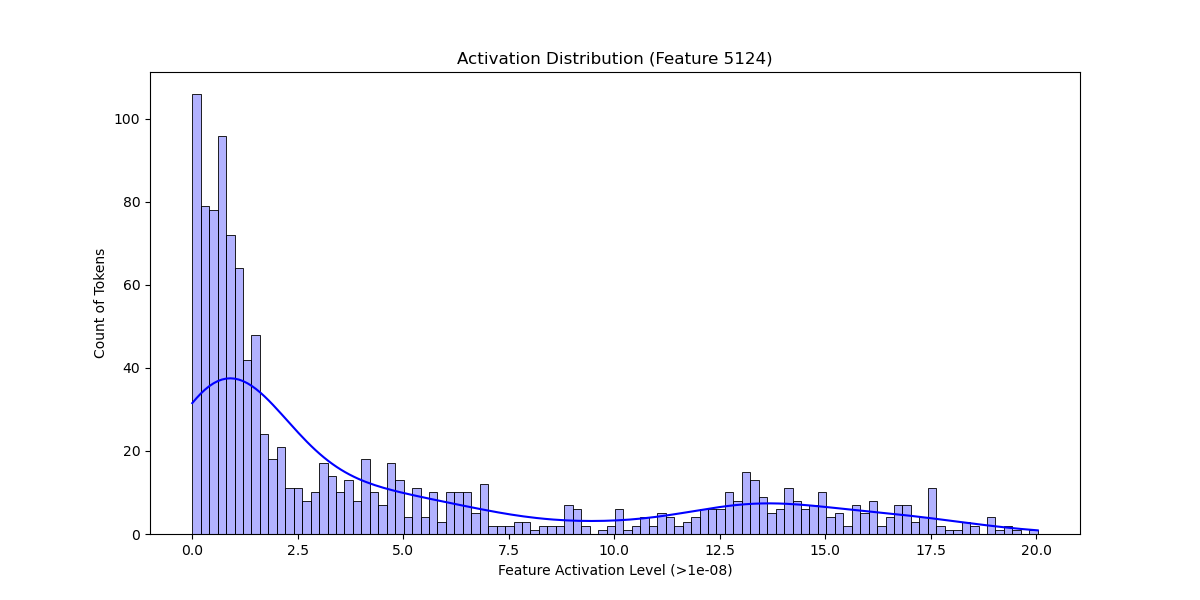 Activation Distribution (Feature 5124)
Count of Tokens
100
80
60
40
20
0
0.0 2.5 5.0 7.5 10.0 12.5 15.0 17.5 20.0
Feature Activation Level (>1e-08)